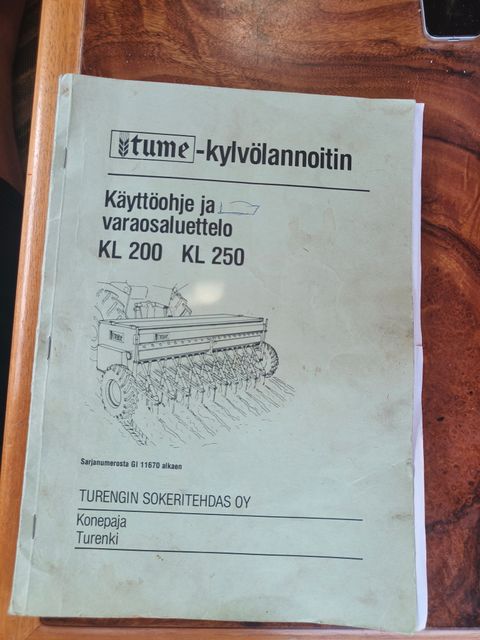 tume-kylvölannoitin
Käyttöohje ja
varaosaluettelo
KL 200 KL 250
Sarjanumerosta GI 11670 alkaen
TURENGIN SOKERITEHDAS OY
Konepaja
Turenki